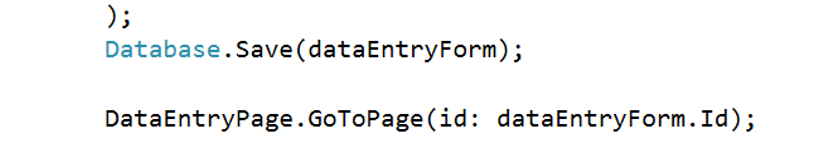 );
Database.Save(dataEntryForm);
DataEntryPage.GoToPage(id: dataEntryForm.Id);